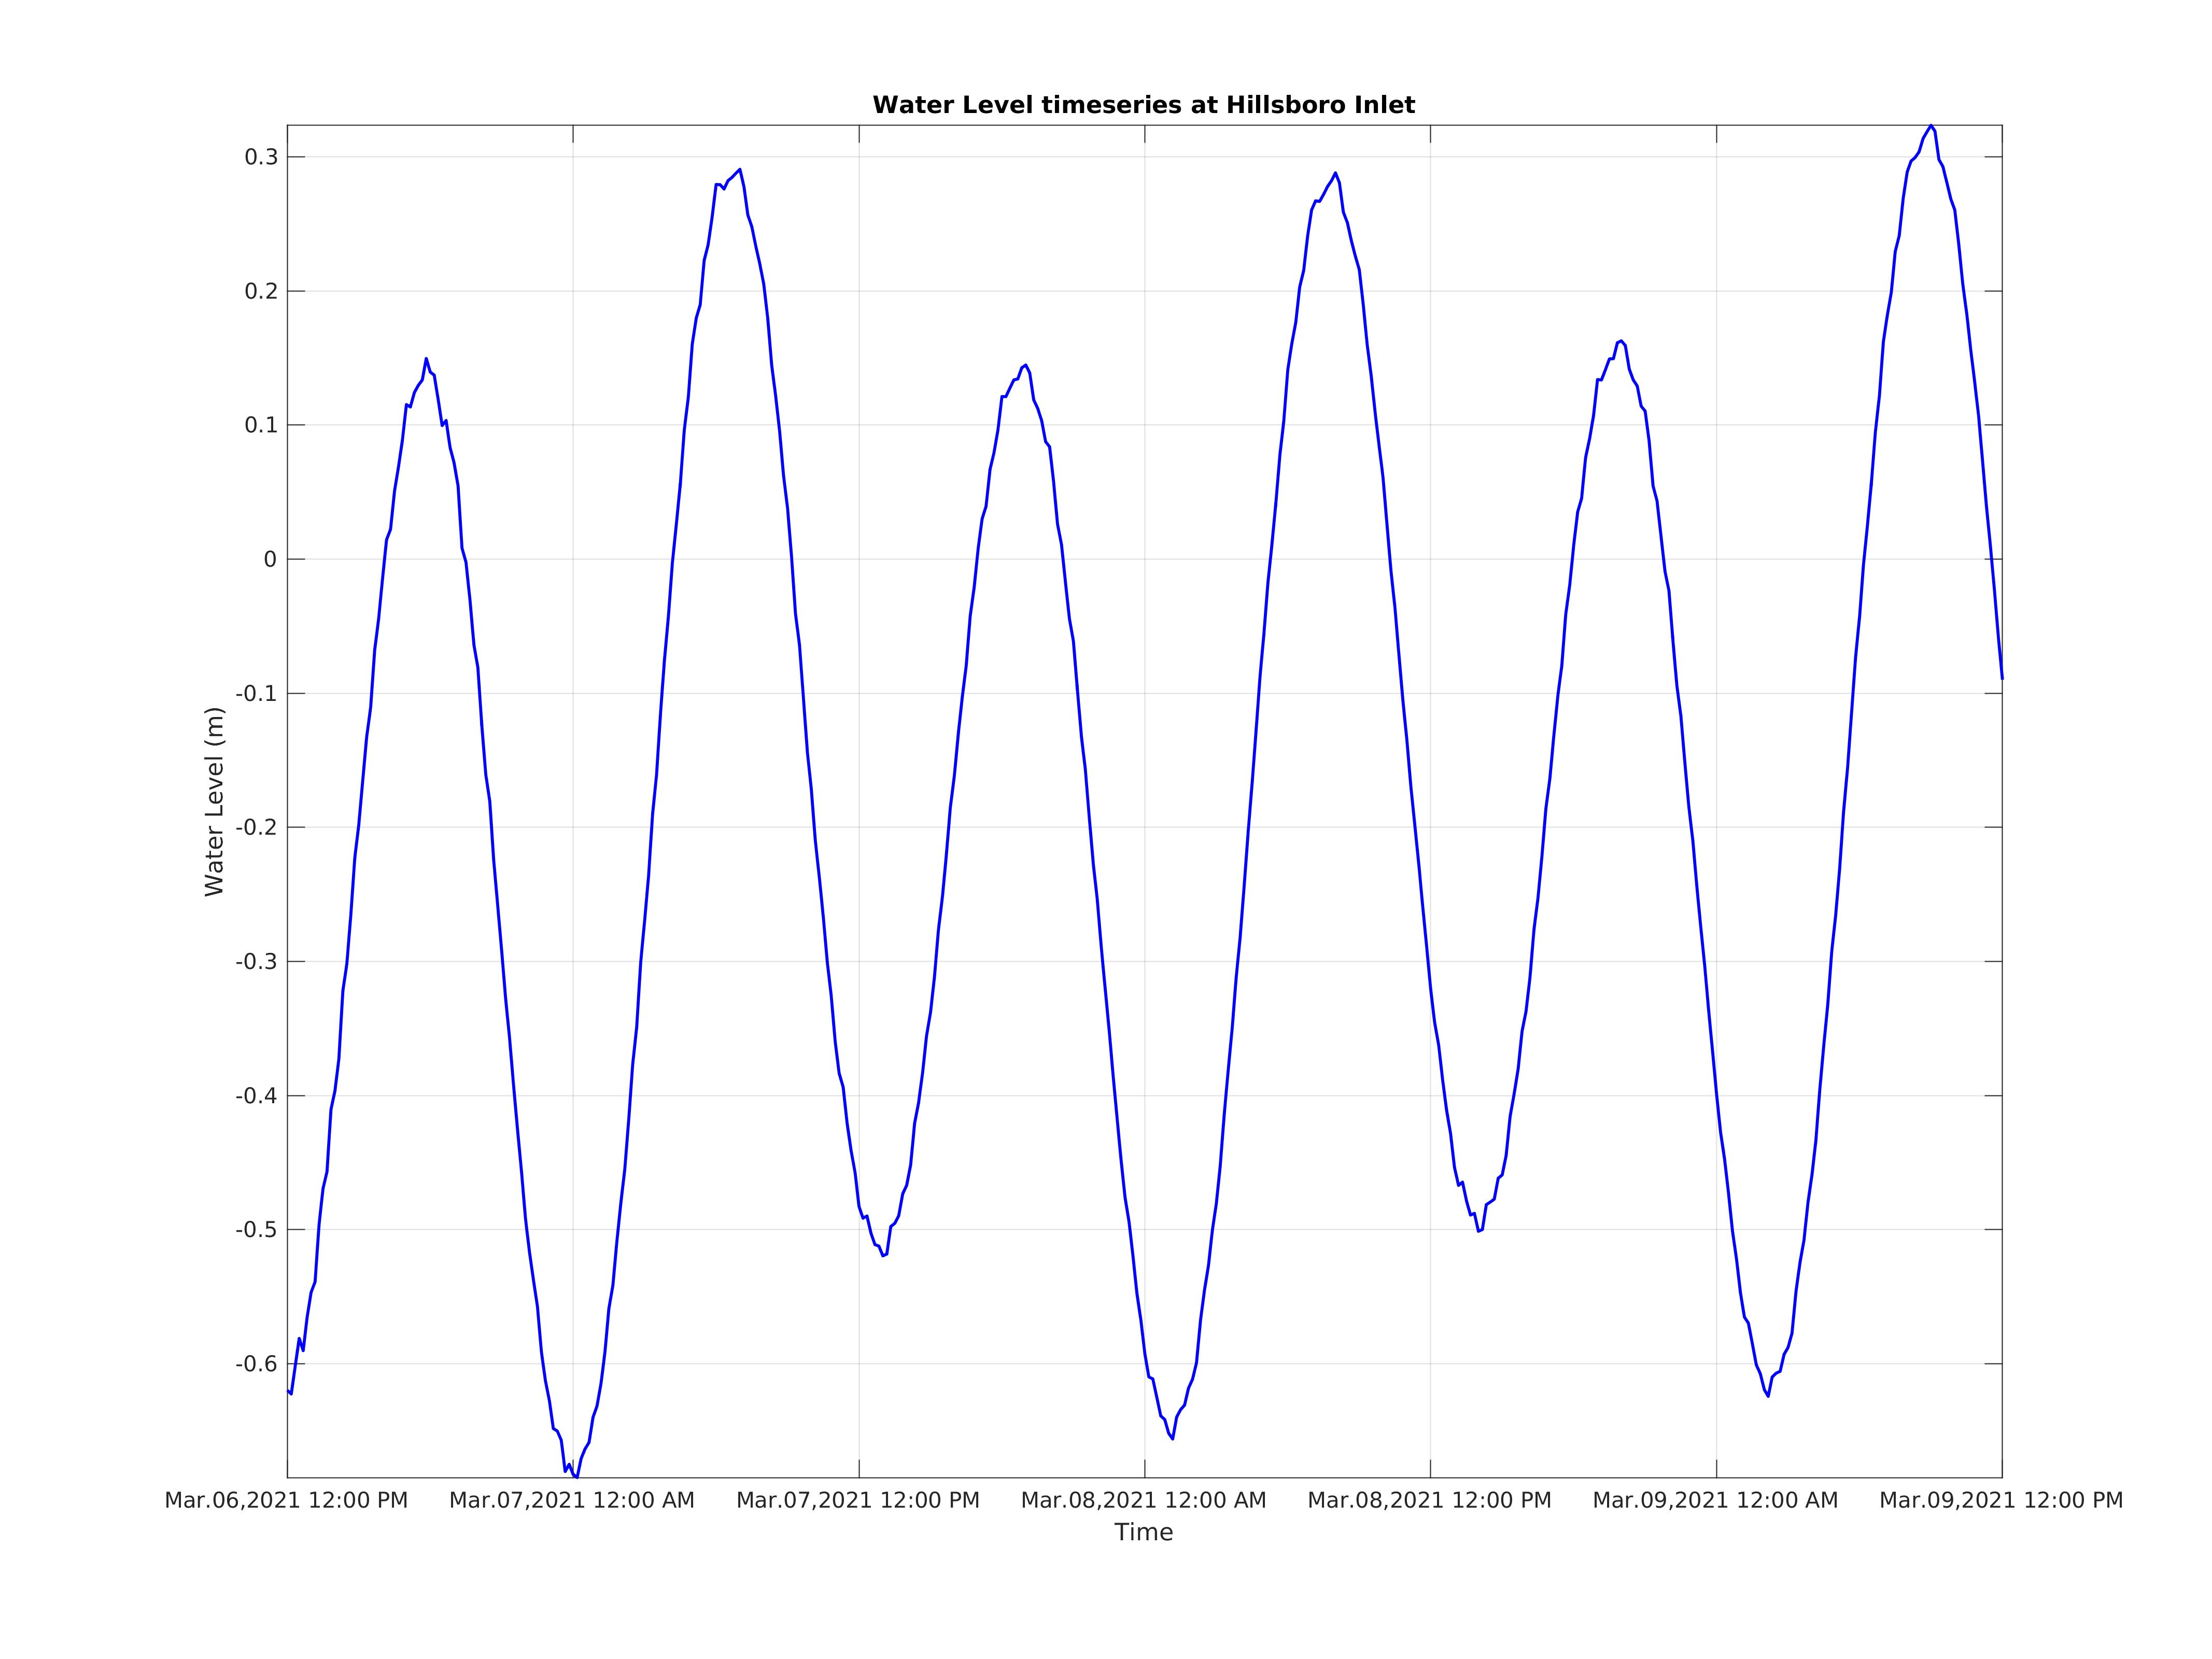 Water Level timeseries at Hillsboro Inlet
0.3
0.2
0.1
0
-0.1
-0.2
-0.3
-0.4
-0.5
-0.6
Water Level (m)
Mar.06,2021 12:00 PM Mar.07,2021 12:00 AM Mar.07,2021 12:00 PM Mar.08,2021 12:00 AM Mar.08,2021 12:00 PM Mar.09,2021 12:00 AM Mar.09,2021 12:00 PM
Time